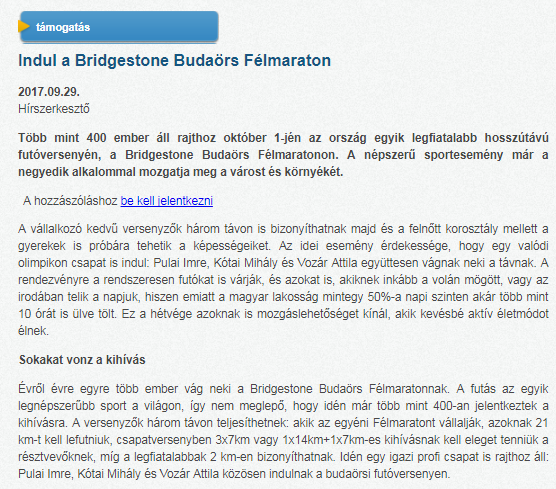 támogatás
Indul a Bridgestone Budaörs Félmaraton
2017.09.29.
Hírszerkesztő
Több mint 400 ember áll rajthoz október 1-jén az ország egyik legfiatalabb hosszútávú
futóversenyén, a Bridgestone Budaörs Félmaratonon. A népszerű sportesemény már a
negyedik alkalommal mozgatja meg a várost és környékét.
A hozzászóláshoz be kell jelentkezni
A vállalkozó kedvű versenyzők három távon is bizonyíthatnak majd és a felnőtt korosztály mellett a
gyerekek is próbára tehetik a képességeiket. Az idei esemény érdekessége, hogy egy valódi
olimpikon csapat is indul: Pulai Imre, Kótai Mihály és Vozár Attila együttesen vágnak neki a távnak. A
rendezvényre a rendszeresen futókat is várják, és azokat is, akiknek inkább a volán mögött, vagy az
irodában telik a napjuk, hiszen emiatt a magyar lakosság mintegy 50%-a napi szinten akár több mint
10 órát is ülve tölt. Ez a hétvége azoknak is mozgáslehetőséget kínál, akik kevésbé aktív életmódot
élnek.
Sokakat vonz a kihívás
Évről évre egyre több ember vág neki a Bridgestone Budaörs Félmaratonnak. A futás az egyik
legnépszerűbb sport a világon, így nem meglepő, hogy idén már több mint 400-an jelentkeztek a
kihívásra. A versenyzők három távon teljesíthetnek: akik az egyéni Félmaratont vállalják, azoknak 21
km-t kell lefutniuk, csapatversenyben 3x7km vagy 1x14km+1x7km-es kihívásnak kell eleget tenniük a
résztvevőknek, míg a legfiatalabbak 2 km-en bizonyíthatnak. Idén egy igazi profi csapat is rajthoz áll:
Pulai Imre, Kótai Mihály és Vozár Attila közösen indulnak a budaörsi futóversenyen.